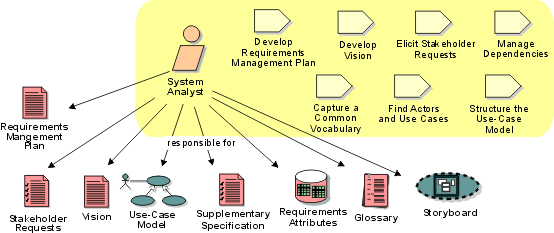 Develop
Requirements
Management Plan
Develop
Vision
Elicit Stakeholder
Requests
Manage
Dependencies
System
Analyst
Capture a
Common
Vocabulary
Find Actors
and Use Cases
Structure the
Use-Case
Model
Requirements
Mangement
Plan
responsible for
Stakeholder
Requests
Vision
Use-Case
Model
Supplementary
Specification
Requirements
Attributes
Glossary
Storyboard